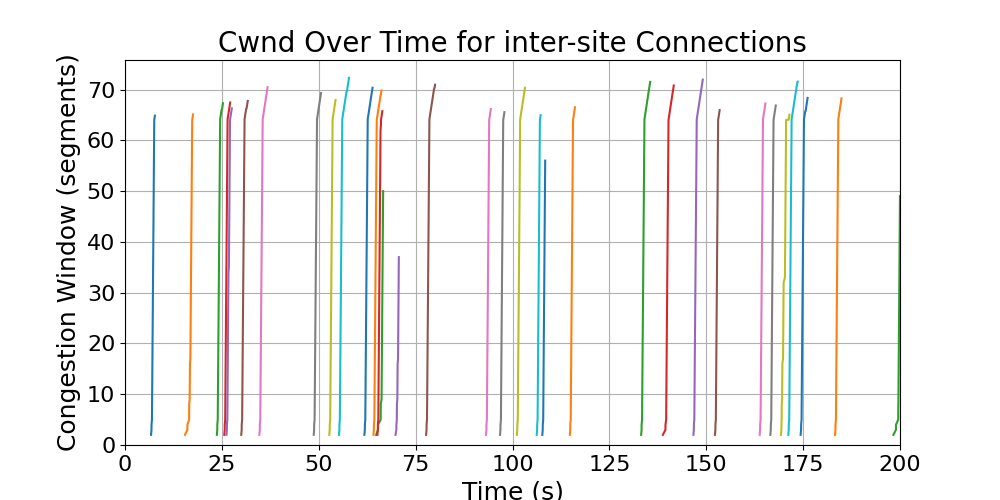 Cwnd Over Time for inter-site Connections
Congestion Window (segments)
70
60
50
40
30
20
10
0
0 25 50 75 100 125 150 175 200
Time (s)